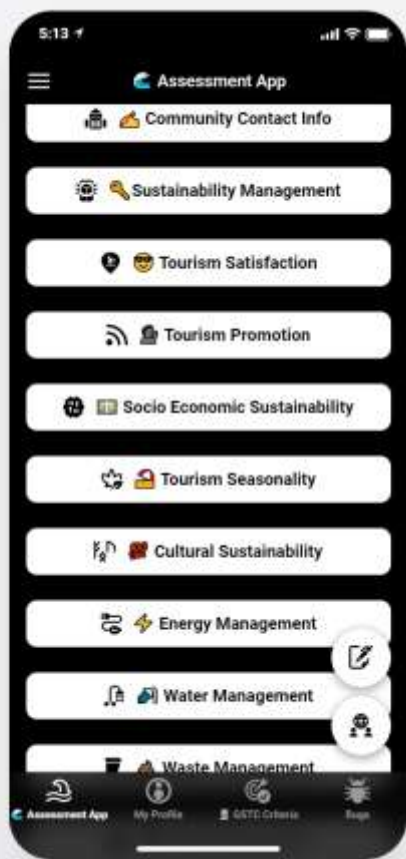 5:13
Assessment App
Community Contact Info
Sustainability Management
Tourism Satisfaction
Tourism Promotion
Socio Economic Sustainability
Tourism Seasonality
Cultural Sustainability
Energy Management
Water Management
Waste Management
Assessment App
My Profile
GSTC Criteria
Bugs